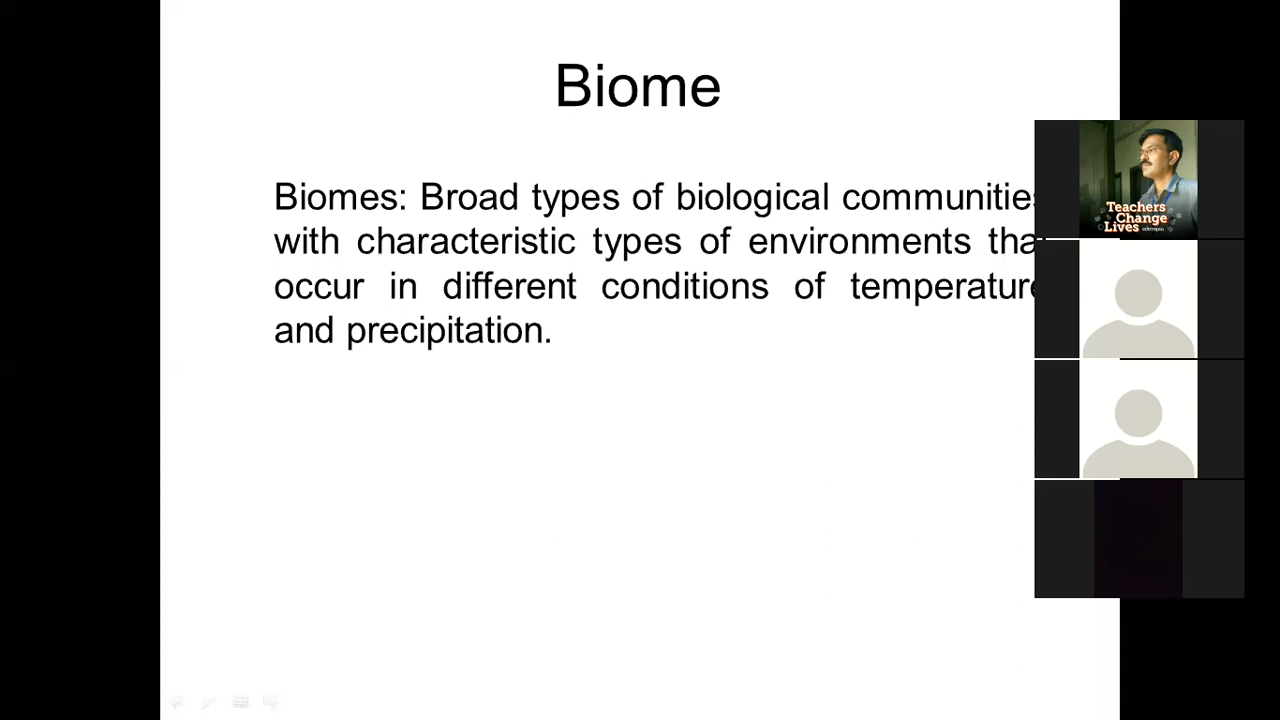 Biome
Biomes: Broad types of biological communities
with characteristic types of environments that
occur in different conditions of temperature
and precipitation.
Teachers
Change
Lives